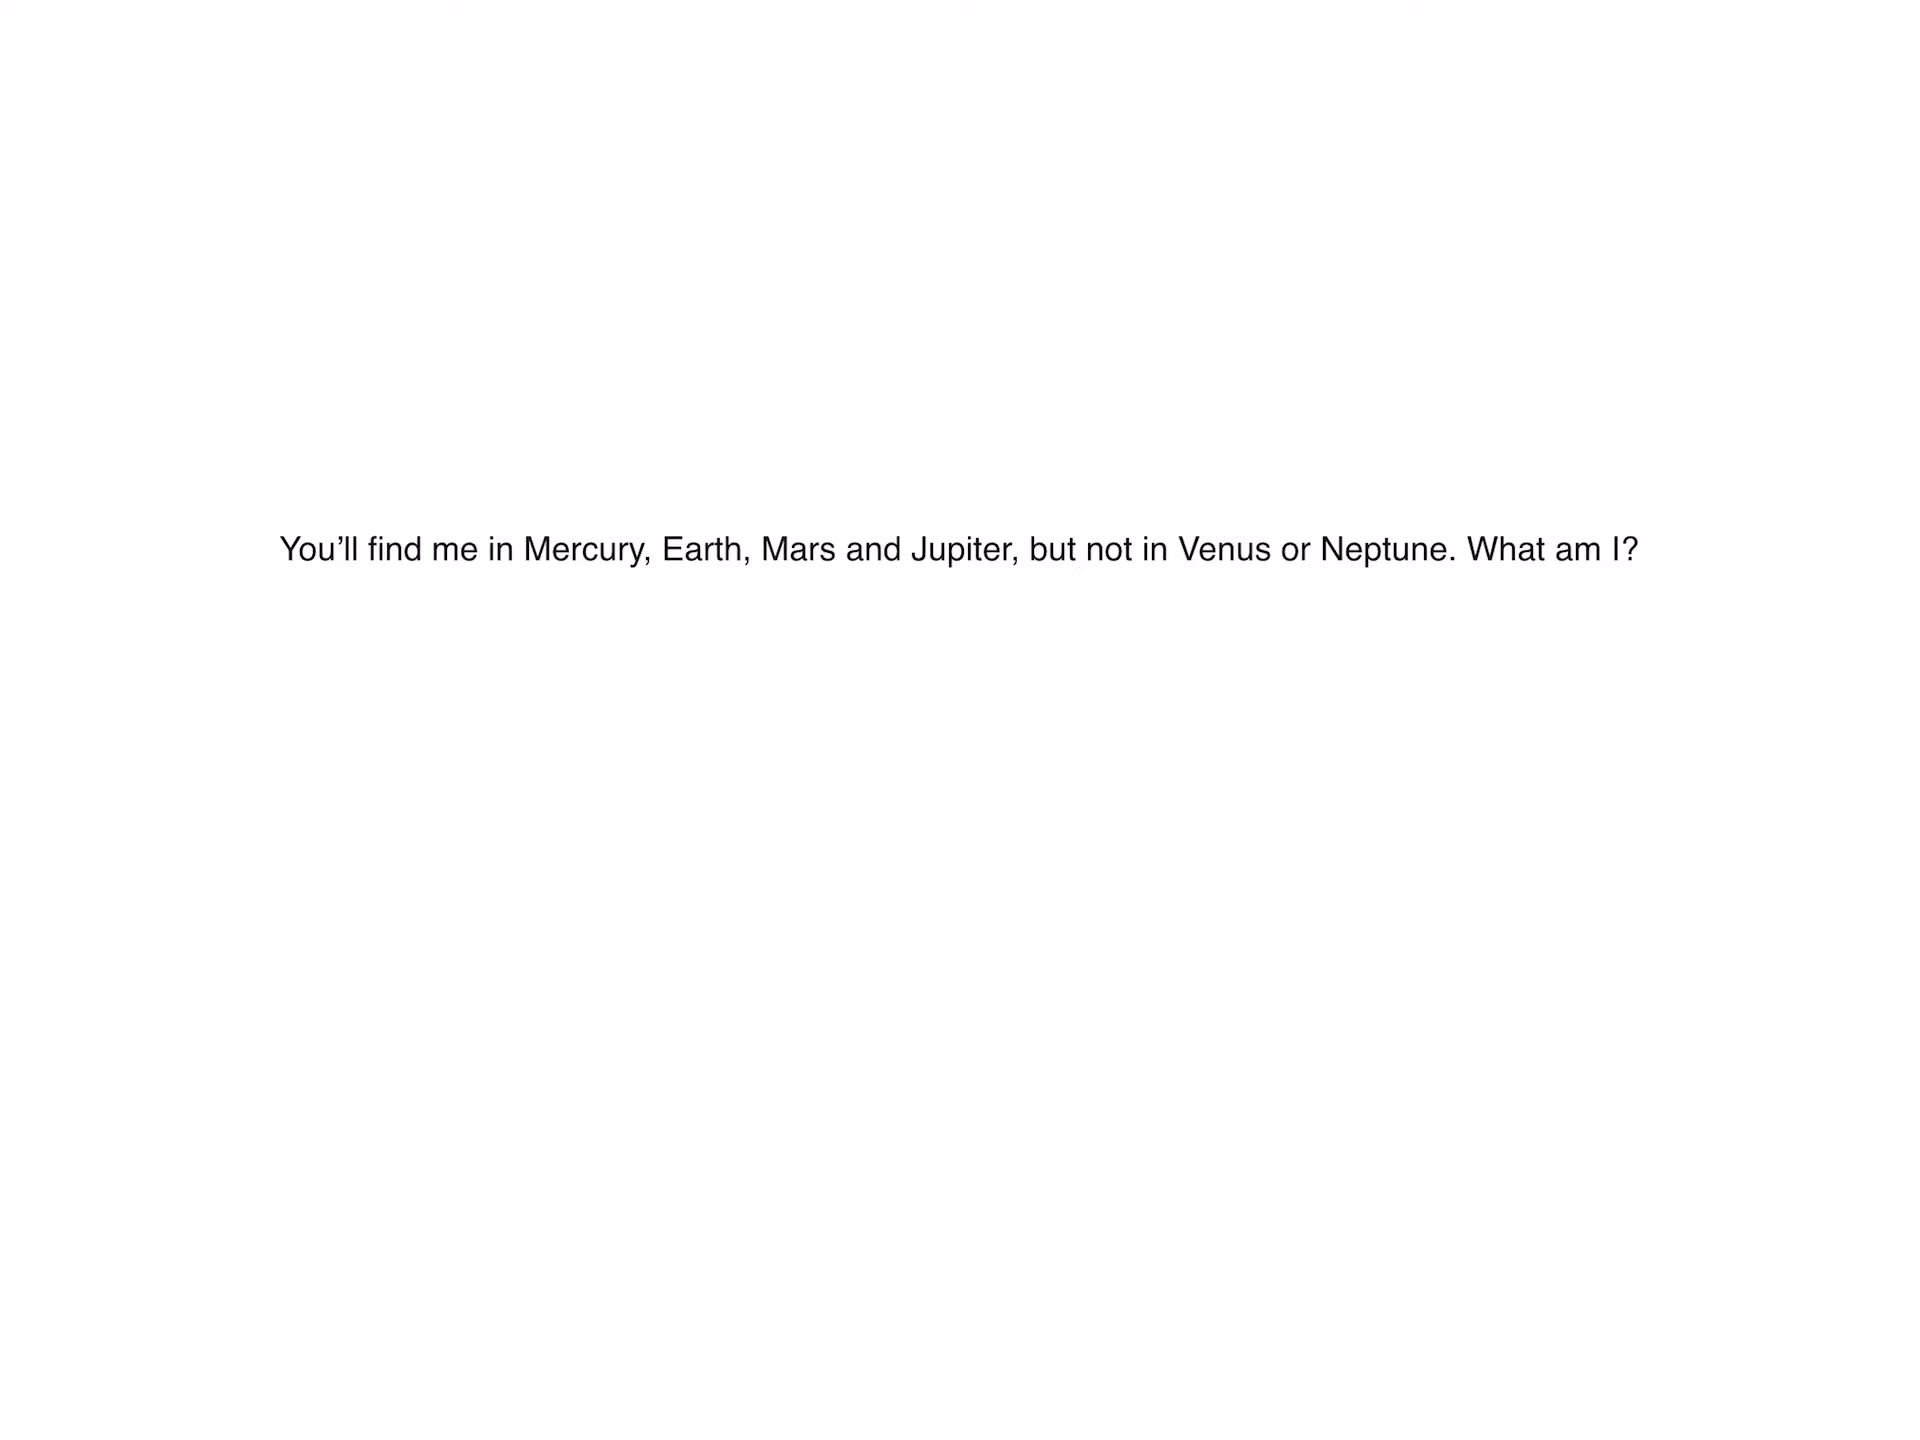 You’ll find me in Mercury, Earth, Mars and Jupiter, but not in Venus or Neptune. What am I?